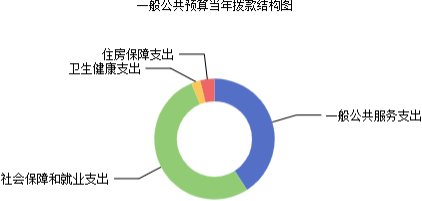 一般公共预算当年拨款结构图
住房保障支出
卫生健康支出
一般公共服务支出
社会保障和就业支出